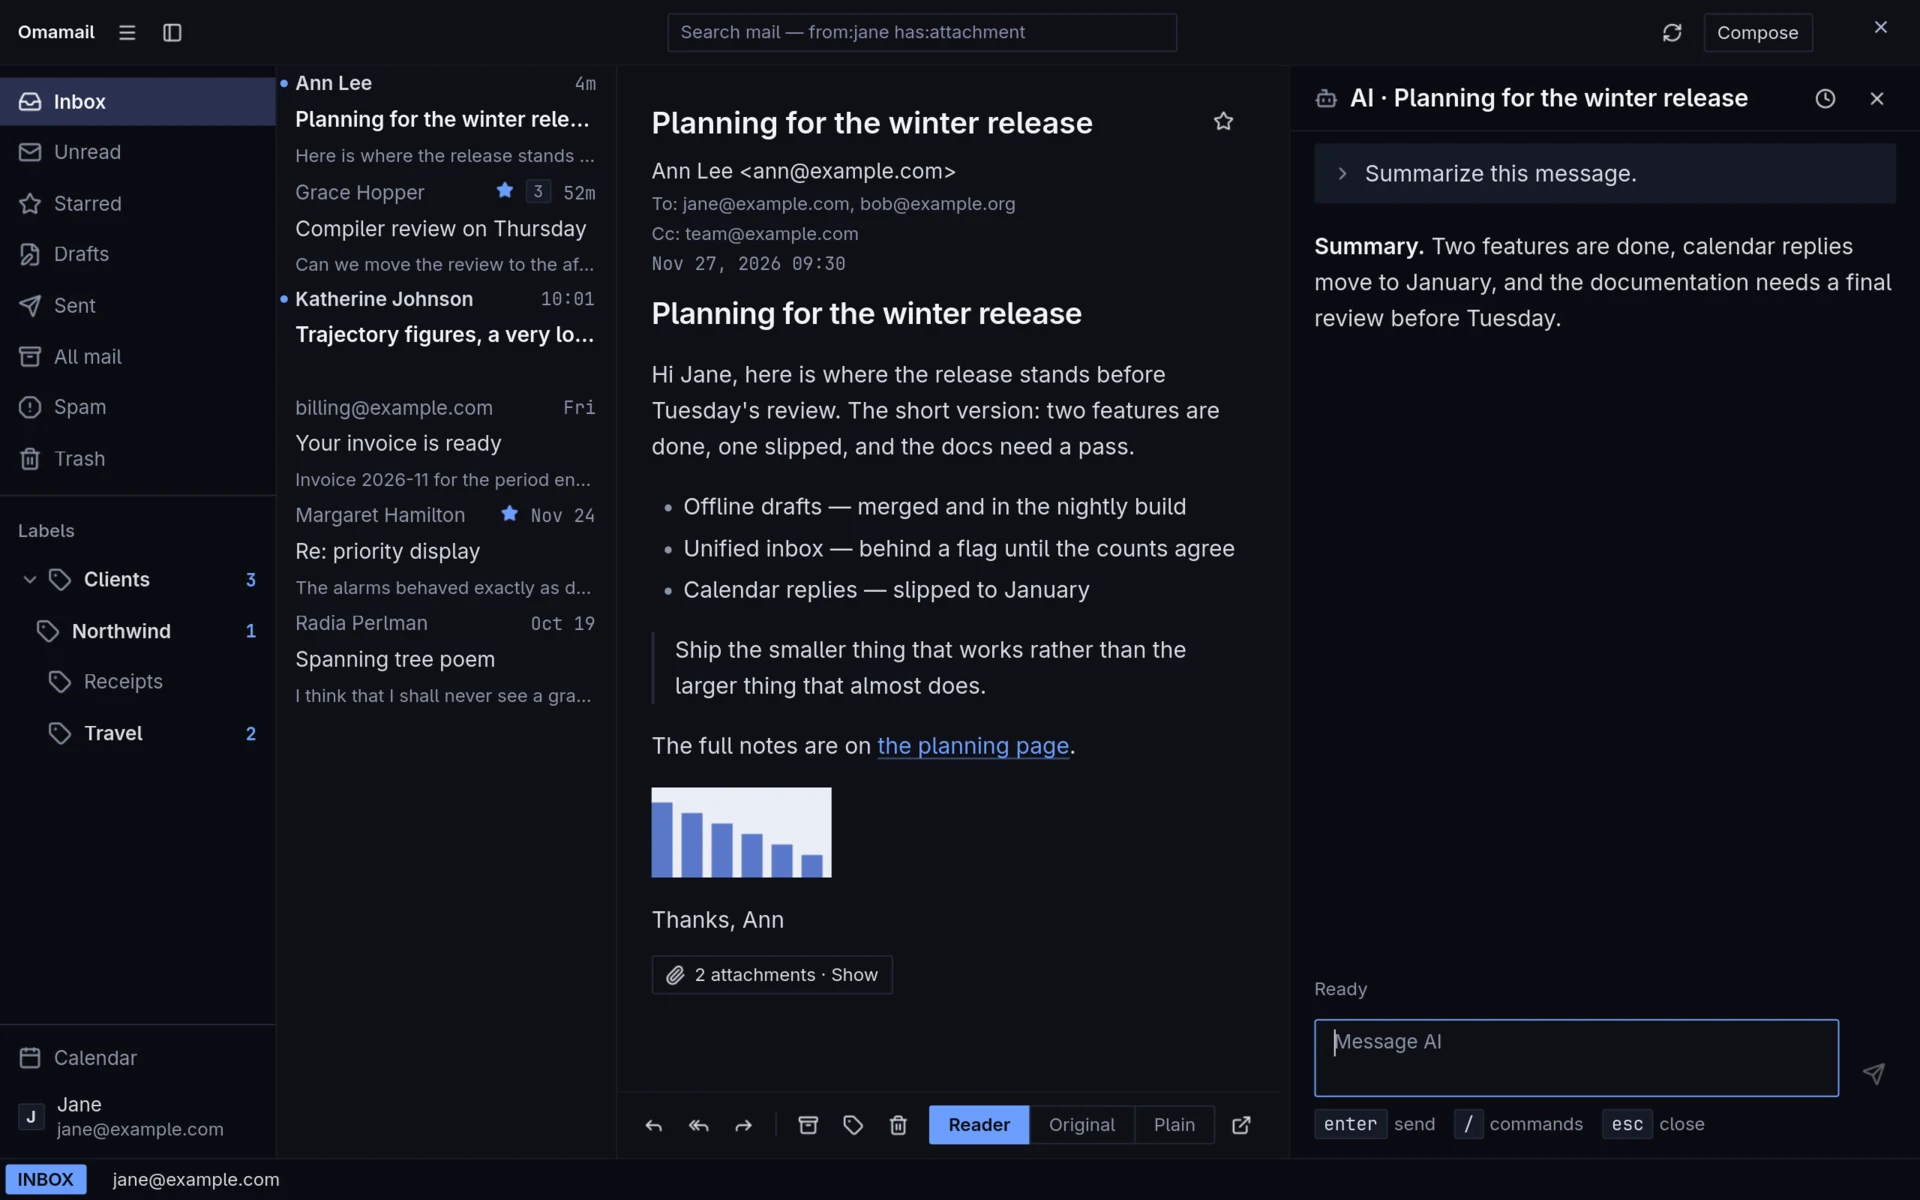 Omamail
Search mail — from:jane has:attachment
Compose
Inbox
Unread
Starred
Drafts
Sent
All mail
Spam
Trash
Labels
Clients 3
Northwind 1
Receipts
Travel 2
Calendar
J
Jane
jane@example.com
Ann Lee 4m
Planning for the winter rele...
Here is where the release stands ...
Grace Hopper 3 52m
Compiler review on Thursday
Can we move the review to the af...
Katherine Johnson 10:01
Trajectory figures, a very lo...
billing@example.com Fri
Your invoice is ready
Invoice 2026-11 for the period en...
Margaret Hamilton Nov 24
Re: priority display
The alarms behaved exactly as d...
Radia Perlman Oct 19
Spanning tree poem
I think that I shall never see a gra...
Planning for the winter release
Ann Lee <ann@example.com>
To: jane@example.com, bob@example.org
Cc: team@example.com
Nov 27, 2026 09:30
Planning for the winter release
Hi Jane, here is where the release stands before
Tuesday's review. The short version: two features are
done, one slipped, and the docs need a pass.
• Offline drafts — merged and in the nightly build
• Unified inbox — behind a flag until the counts agree
• Calendar replies — slipped to January
Ship the smaller thing that works rather than the
larger thing that almost does.
The full notes are on the planning page.
Thanks, Ann
2 attachments · Show
Reader Original Plain
AI · Planning for the winter release
Summarize this message.
Summary. Two features are done, calendar replies
move to January, and the documentation needs a final
review before Tuesday.
Ready
Message AI
enter send / commands esc close
INBOX jane@example.com